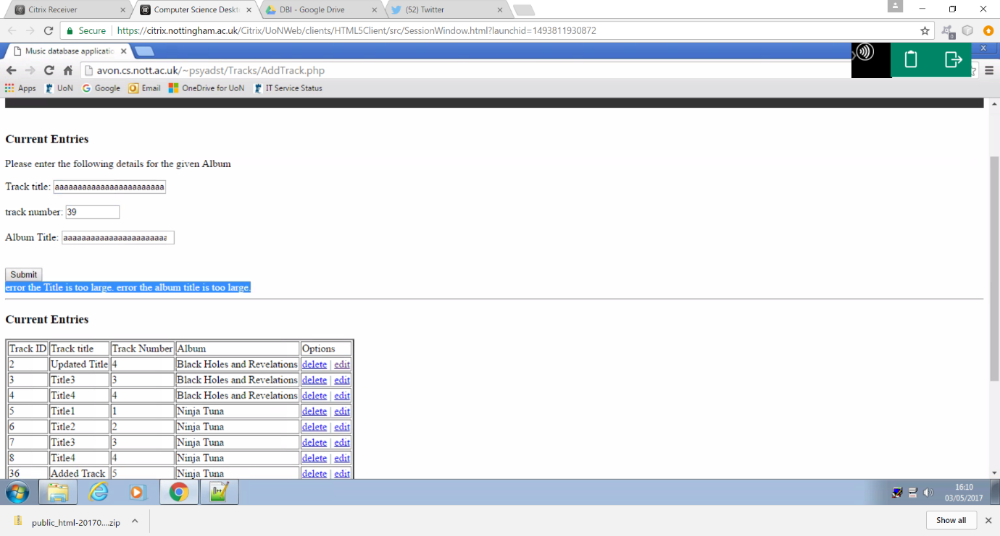 Citrix Receiver
Computer Science Deskt
DBI - Google Drive
(52) Twitter
Secure https://citrix.nottingham.ac.uk/Citrix/UoNWeb/clients/HTML5Client/src/SessionWindow.html?launchid=1493811930872
Music database applicatio
avon.cs.nott.ac.uk/~psyadst/Tracks/AddTrack.php
Apps UoN Google Email OneDrive for UoN IT Service Status
Current Entries
Please enter the following details for the given Album
Track title: aaaaaaaaaaaaaaaaaaaaaaaa
track number: 39
Album Title: aaaaaaaaaaaaaaaaaaaaaaa
Submit
error the Title is too large. error the album title is too large.
Current Entries
Track ID Track title Track Number Album Options
2 Updated Title 4 Black Holes and Revelations delete | edit
3 Title3 3 Black Holes and Revelations delete | edit
4 Title4 4 Black Holes and Revelations delete | edit
5 Title1 1 Ninja Tuna delete | edit
6 Title2 2 Ninja Tuna delete | edit
7 Title3 3 Ninja Tuna delete | edit
8 Title4 4 Ninja Tuna delete | edit
36 Added Track 5 Ninja Tuna delete | edit
16:10
03/05/2017
public_html-20170....zip
Show all